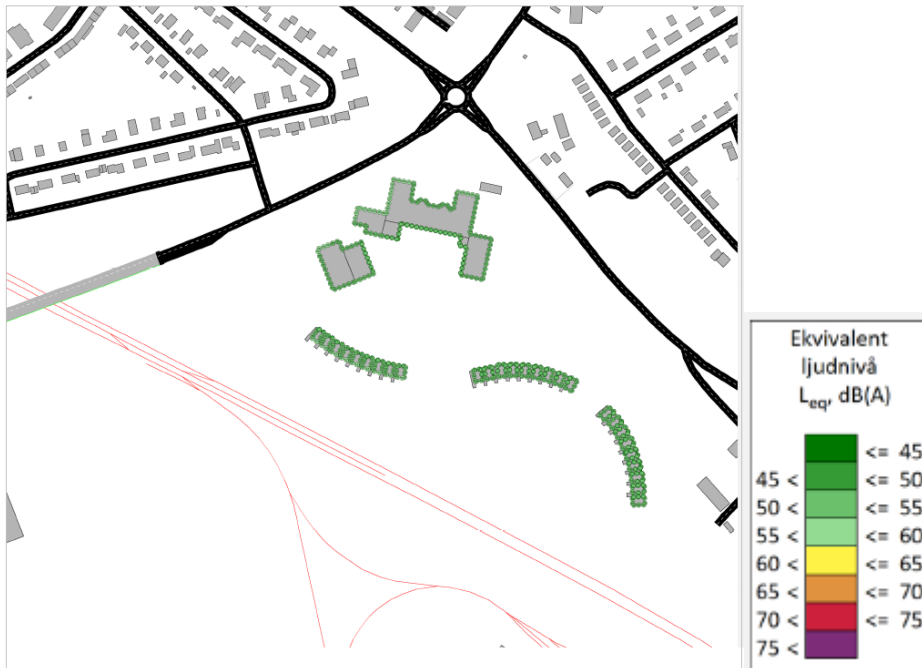 Ekvivalent
ljudnivå
Leq, dB(A)
<= 45
45 < <= 50
50 < <= 55
55 < <= 60
60 < <= 65
65 < <= 70
70 < <= 75
75 <